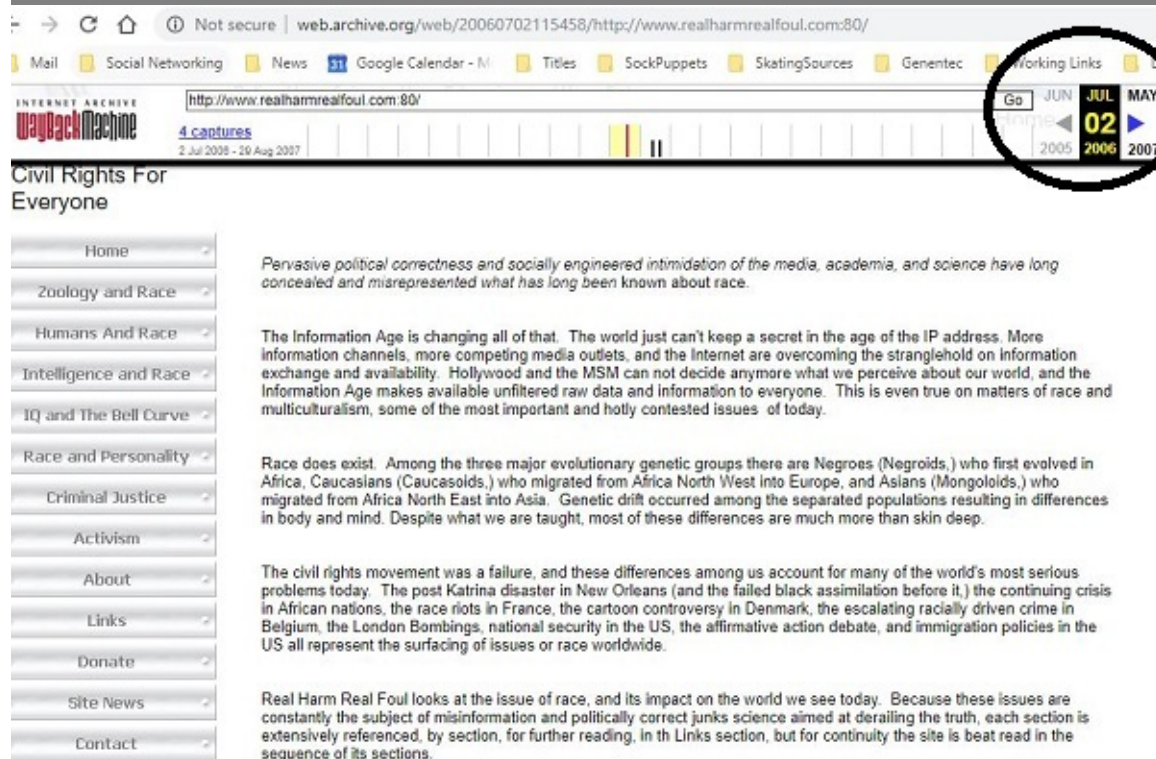 Not secure | web.archive.org/web/20060702115458/http://www.realharmrealfoul.com:80/
Mail Social Networking News 31 Google Calendar - M Titles SockPuppets SkatingSources Genentec Working Links
INTERNET ARCHIVE
WayBackMachine
http://www.realharmrealfoul.com:80/ Go JUN JUL MAY
Home
4 captures 02
2 Jul 2006 - 29 Aug 2007 2005 2006 2007
Civil Rights For
Everyone
Home
Zoology and Race
Humans And Race
Intelligence and Race
IQ and The Bell Curve
Race and Personality
Criminal Justice
Activism
About
Links
Donate
Site News
Contact
Pervasive political correctness and socially engineered intimidation of the media, academia, and science have long
concealed and misrepresented what has long been known about race.
The Information Age is changing all of that. The world just can't keep a secret in the age of the IP address. More
information channels, more competing media outlets, and the Internet are overcoming the stranglehold on information
exchange and availability. Hollywood and the MSM can not decide anymore what we perceive about our world, and the
Information Age makes available unfiltered raw data and information to everyone. This is even true on matters of race and
multiculturalism, some of the most important and hotly contested issues of today.
Race does exist. Among the three major evolutionary genetic groups there are Negroes (Negroids,) who first evolved in
Africa, Caucasians (Caucasoids,) who migrated from Africa North West into Europe, and Asians (Mongoloids,) who
migrated from Africa North East into Asia. Genetic drift occurred among the separated populations resulting in differences
in body and mind. Despite what we are taught, most of these differences are much more than skin deep.
The civil rights movement was a failure, and these differences among us account for many of the world's most serious
problems today. The post Katrina disaster in New Orleans (and the failed black assimilation before it,) the continuing crisis
in African nations, the race riots in France, the cartoon controversy in Denmark, the escalating racially driven crime in
Belgium, the London Bombings, national security in the US, the affirmative action debate, and immigration policies in the
US all represent the surfacing of issues or race worldwide.
Real Harm Real Foul looks at the issue of race, and its impact on the world we see today. Because these issues are
constantly the subject of misinformation and politically correct junks science aimed at derailing the truth, each section is
extensively referenced, by section, for further reading, in th Links section, but for continuity the site is beat read in the
sequence of its sections.